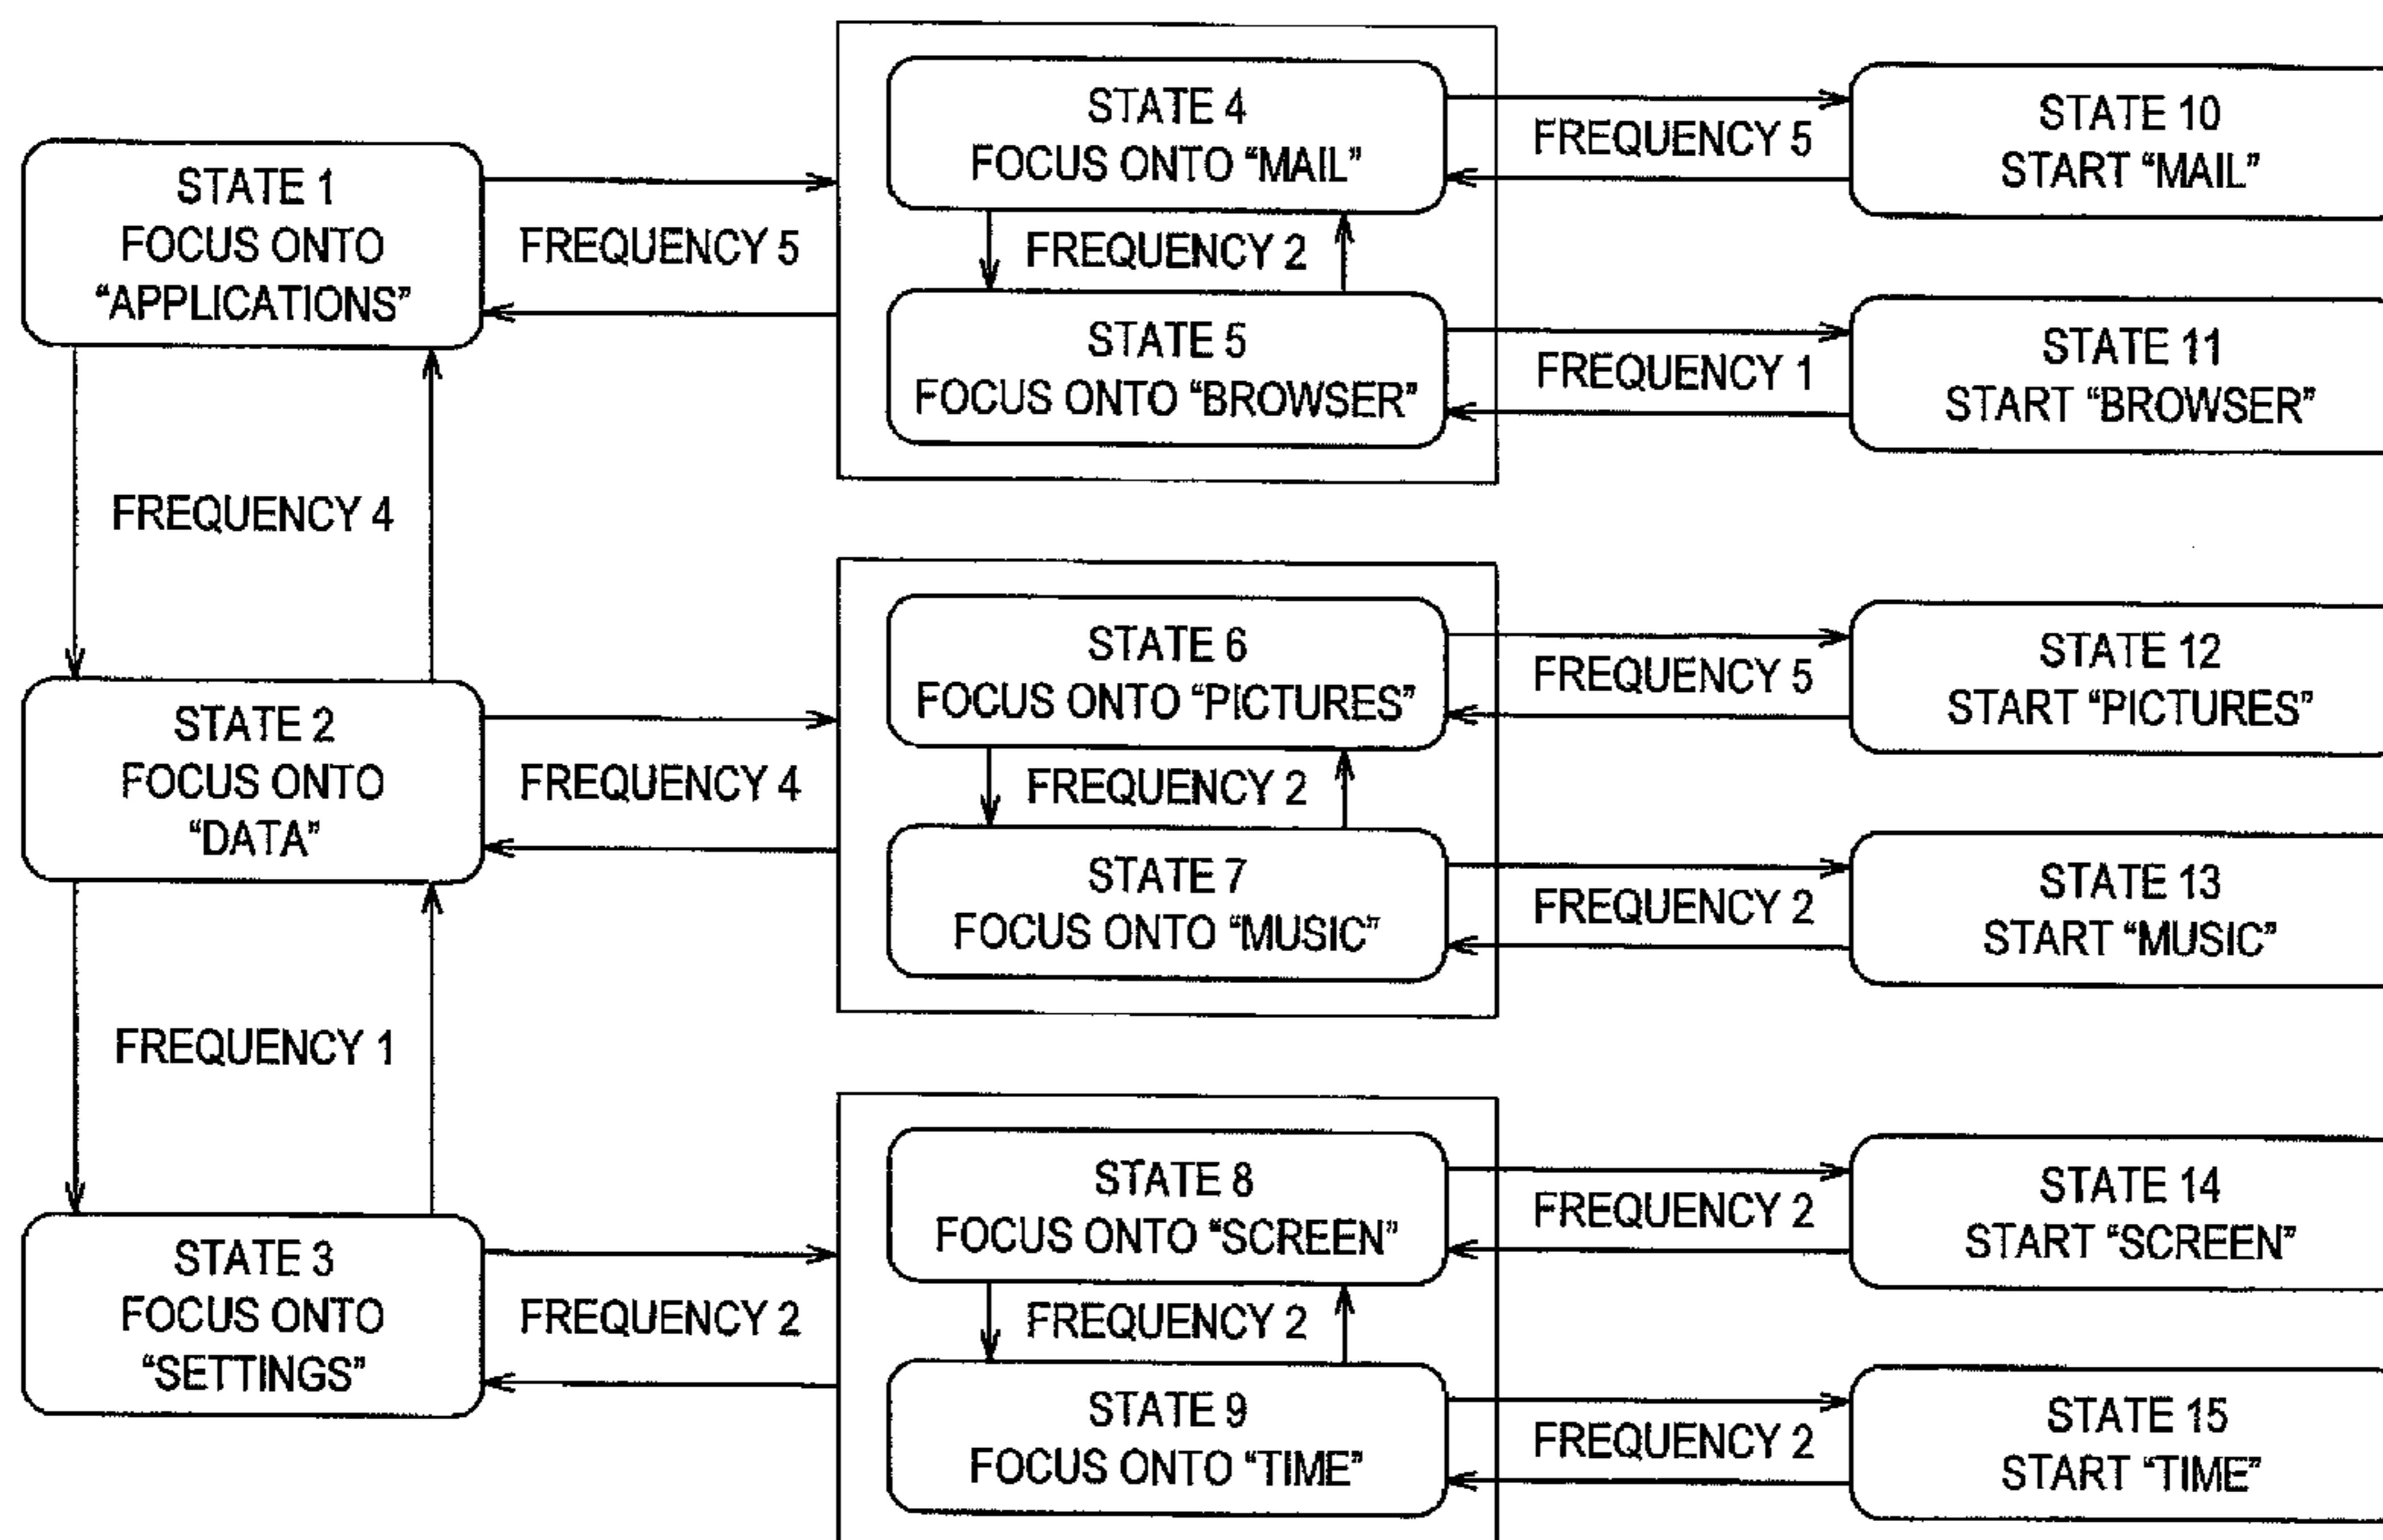 STATE 1
FOCUS ONTO
“APPLICATIONS”
FREQUENCY 5
STATE 4
FOCUS ONTO “MAIL”
FREQUENCY 2
STATE 5
FOCUS ONTO “BROWSER”
FREQUENCY 5
STATE 10
START “MAIL”
FREQUENCY 1
STATE 11
START “BROWSER”
FREQUENCY 4
STATE 2
FOCUS ONTO
“DATA”
FREQUENCY 4
STATE 6
FOCUS ONTO “PICTURES”
FREQUENCY 2
STATE 7
FOCUS ONTO “MUSIC”
FREQUENCY 5
STATE 12
START “PICTURES”
FREQUENCY 2
STATE 13
START “MUSIC”
FREQUENCY 1
STATE 3
FOCUS ONTO
“SETTINGS”
FREQUENCY 2
STATE 8
FOCUS ONTO “SCREEN”
FREQUENCY 2
STATE 9
FOCUS ONTO “TIME”
FREQUENCY 2
STATE 14
START “SCREEN”
FREQUENCY 2
STATE 15
START “TIME”